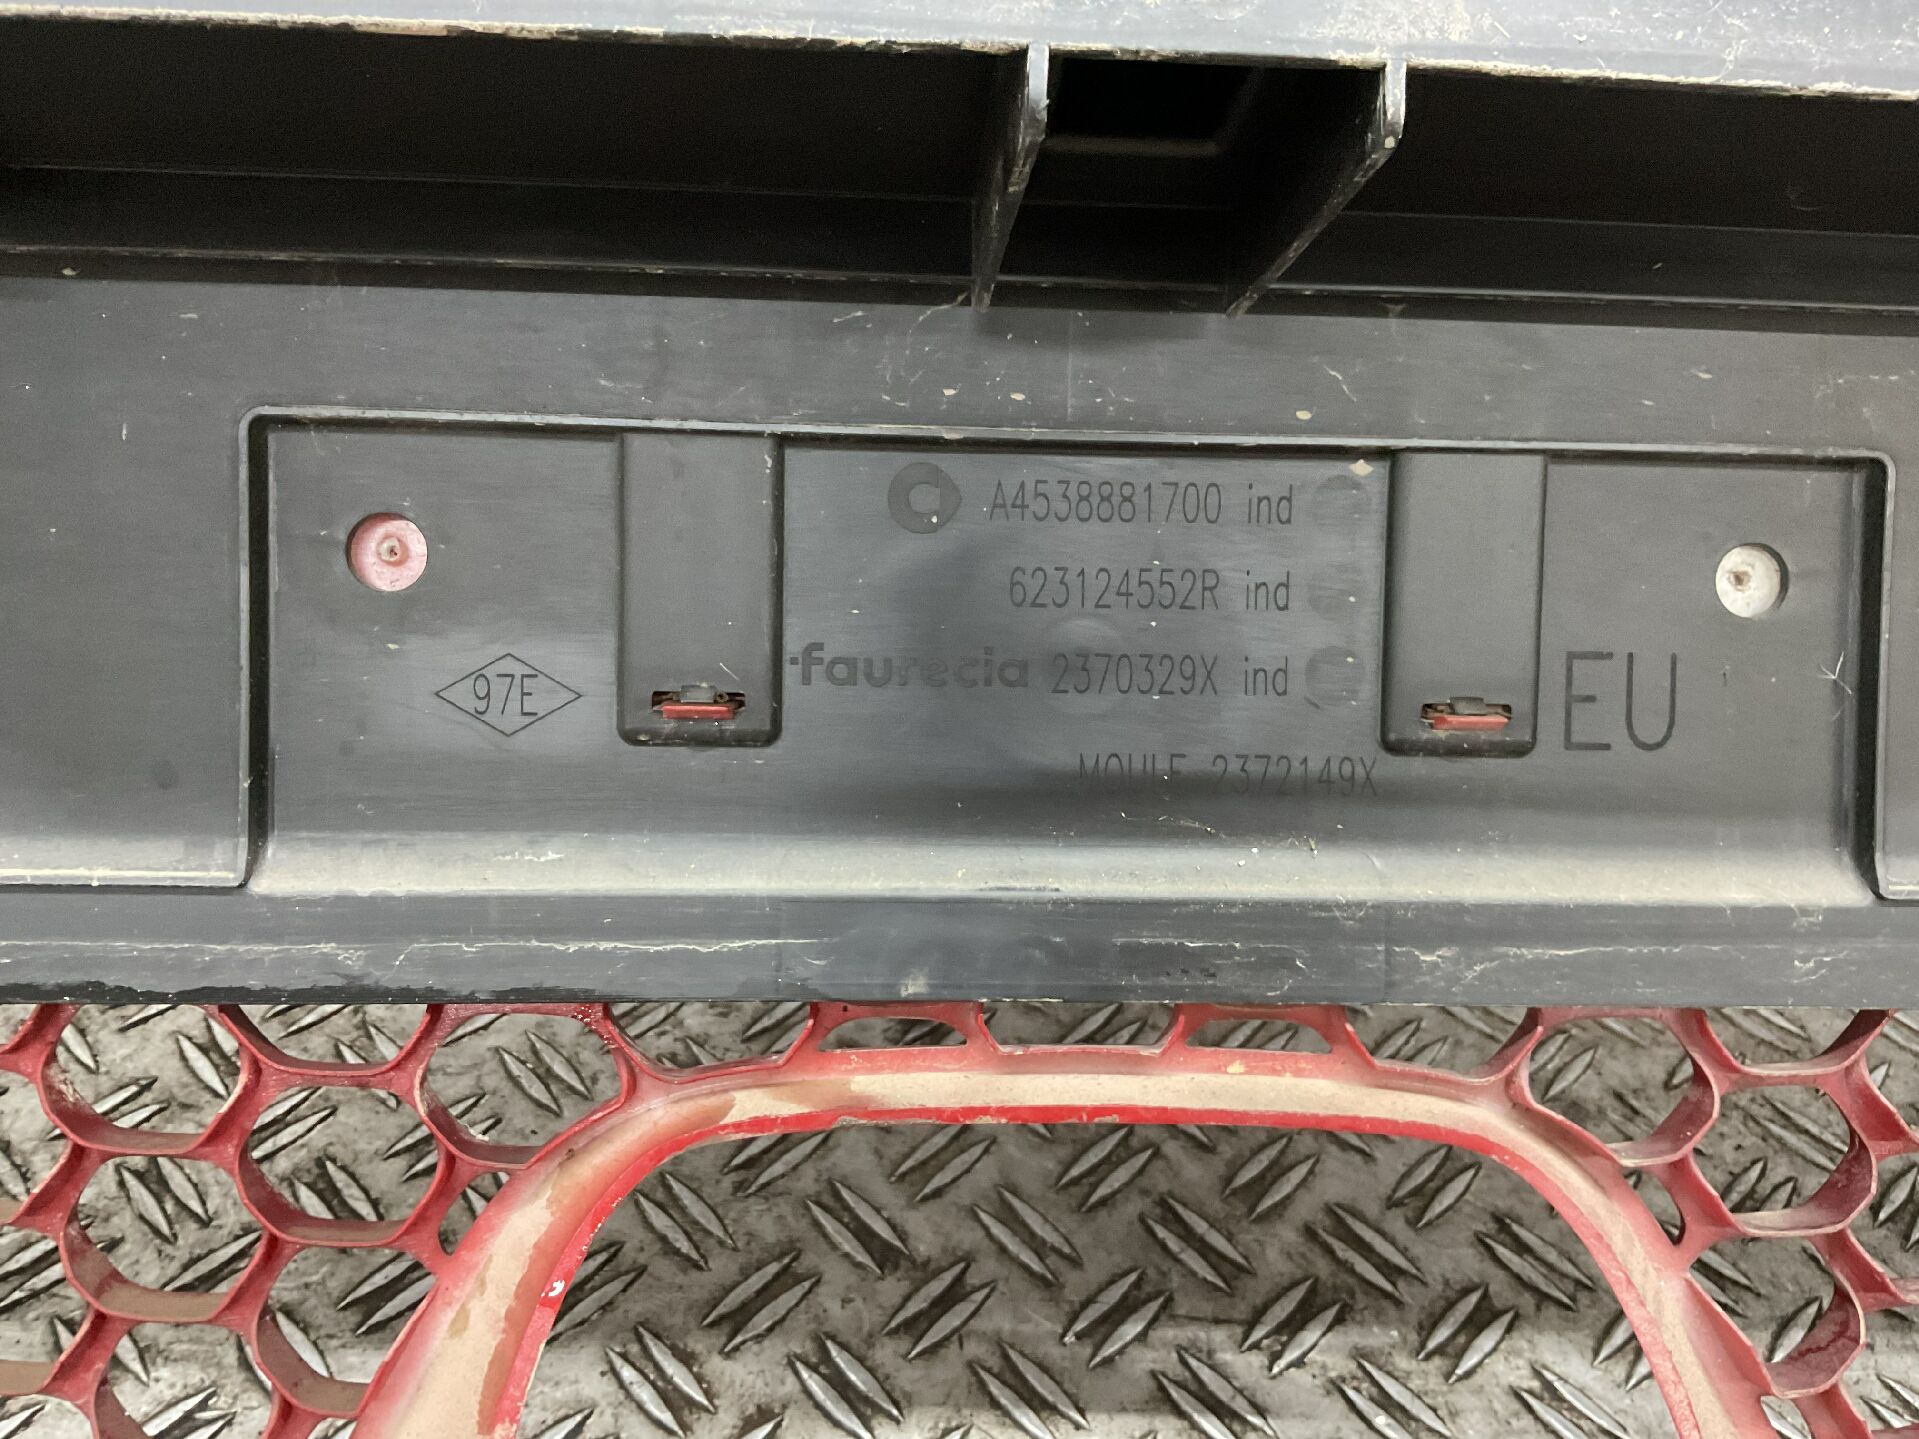 A4538881700 ind
623124552R ind
faurecia 2370329X ind
97E
EU
MOULE 2372149X